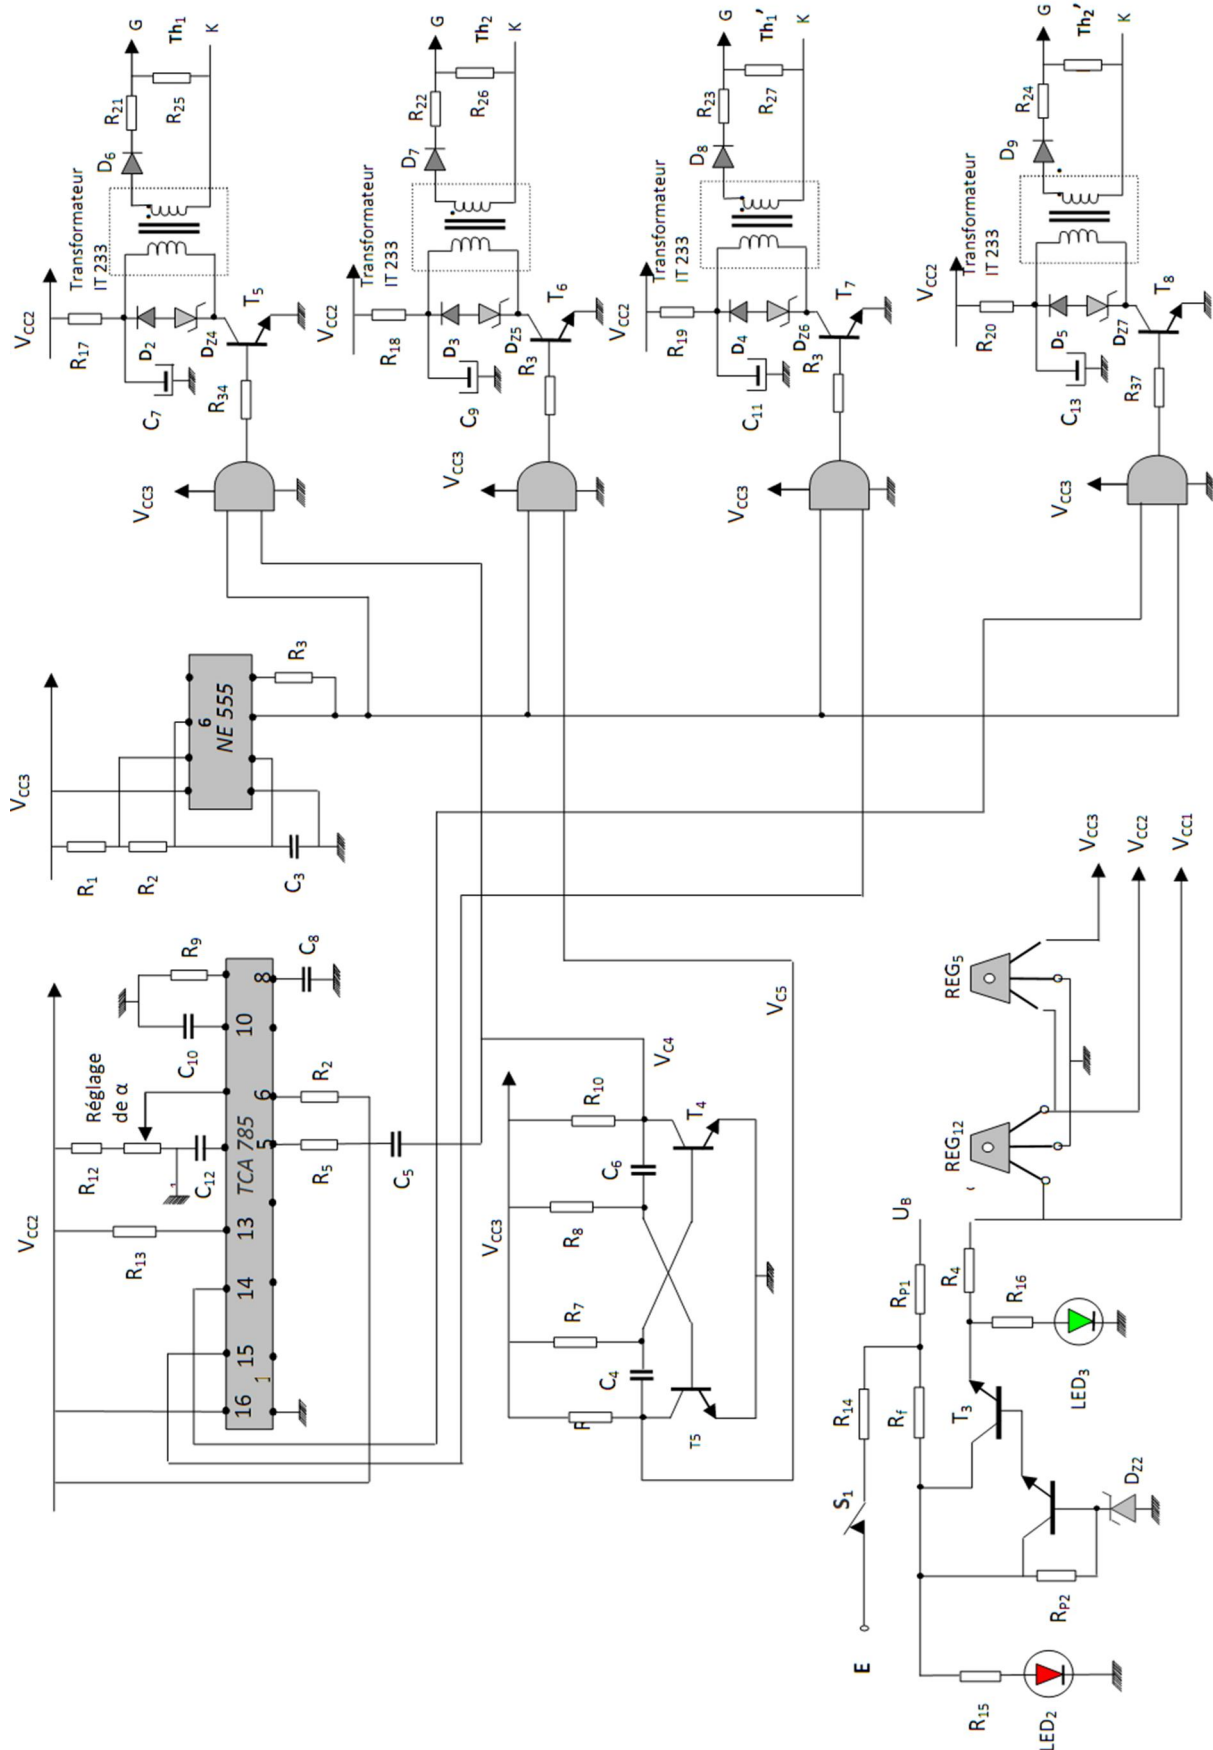 G
Th1
K
D6
R21
R25
Transformateur
IT 233
VCC2
R17
D2
DZ4
T5
C7
R34
VCC3
G
Th2
K
D7
R22
R26
Transformateur
IT 233
VCC2
R18
D3
DZ5
T6
C9
R3
VCC3
G
Th1'
K
D8
R23
R27
Transformateur
IT 233
VCC2
R19
D4
DZ6
T7
C11
R3
VCC3
G
Th2'
K
D9
R24
Transformateur
IT 233
VCC2
R20
D5
DZ7
T8
C13
R37
VCC3
VCC3
R1
R2
C3
6
NE 555
R3
VCC2
R13
R12
Réglage
de α
C12
C10
R9
16
15
14
13
TCA 785
10
1
5
6
8
R5
C5
R2
C8
VCC3
R7
R8
R10
C4
C6
T5
T4
VC4
VC5
E
S1
R14
Rf
RP1
UB
R15
LED2
RP2
DZ2
T3
R4
R16
LED3
REG12
REG5
VCC3
VCC2
VCC1